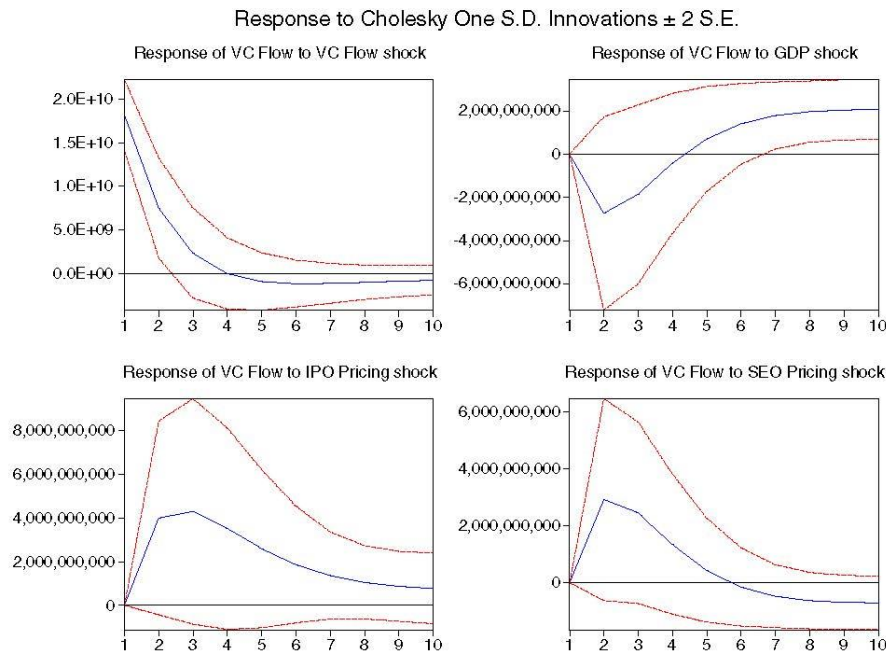 Response to Cholesky One S.D. Innovations ± 2 S.E.
Response of VC Flow to VC Flow shock
2.0E+10
1.5E+10
1.0E+10
5.0E+09
0.0E+00
1 2 3 4 5 6 7 8 9 10
Response of VC Flow to GDP shock
2,000,000,000
0
-2,000,000,000
-4,000,000,000
-6,000,000,000
1 2 3 4 5 6 7 8 9 10
Response of VC Flow to IPO Pricing shock
8,000,000,000
6,000,000,000
4,000,000,000
2,000,000,000
0
1 2 3 4 5 6 7 8 9 10
Response of VC Flow to SEO Pricing shock
6,000,000,000
4,000,000,000
2,000,000,000
0
1 2 3 4 5 6 7 8 9 10